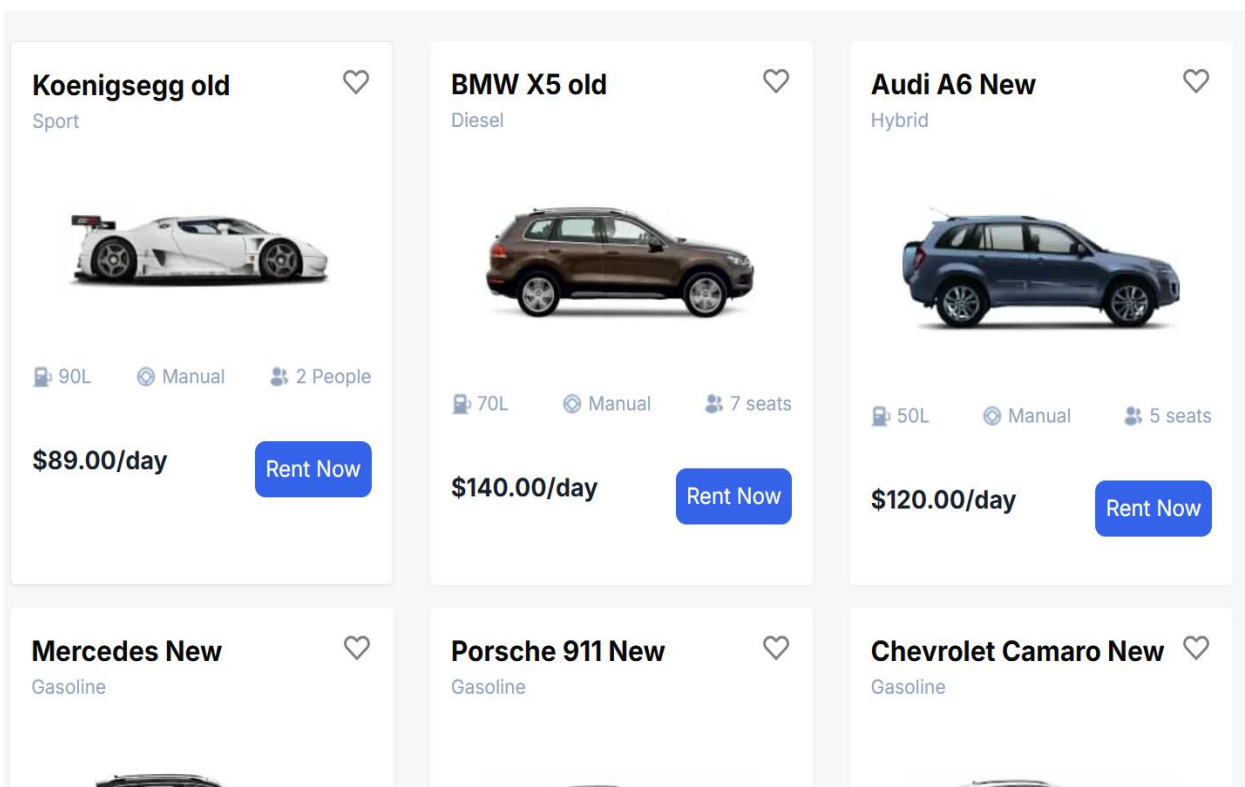 Koenigsegg old
Sport
90L Manual 2 People
$89.00/day Rent Now
BMW X5 old
Diesel
70L Manual 7 seats
$140.00/day Rent Now
Audi A6 New
Hybrid
50L Manual 5 seats
$120.00/day Rent Now
Mercedes New
Gasoline
Porsche 911 New
Gasoline
Chevrolet Camaro New
Gasoline